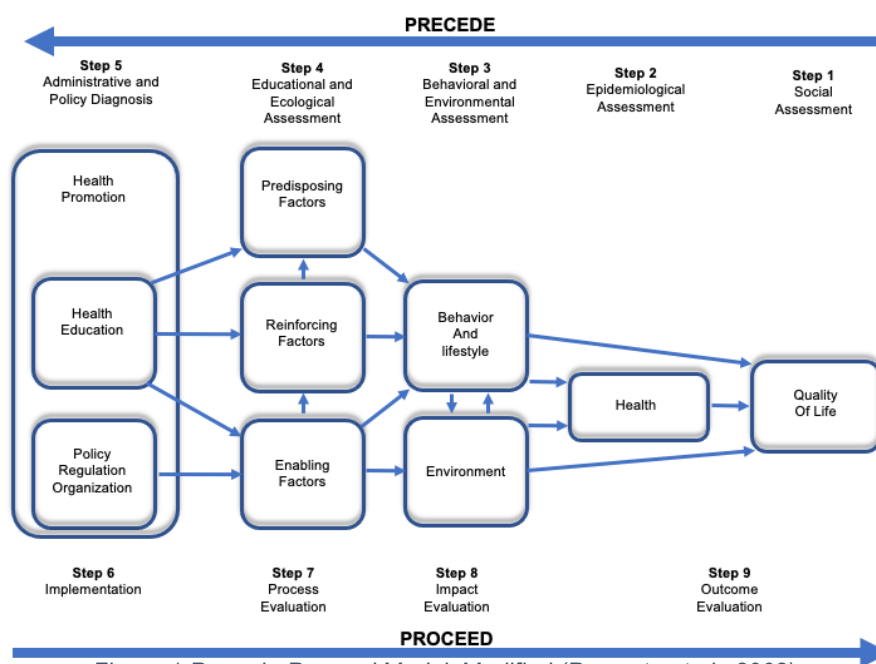 PRECEDE
Step 5
Administrative and
Policy Diagnosis
Step 4
Educational and
Ecological
Assessment
Step 3
Behavioral and
Environmental
Assessment
Step 2
Epidemiological
Assessment
Step 1
Social
Assessment
Health
Promotion
Health
Education
Policy
Regulation
Organization
Predisposing
Factors
Reinforcing
Factors
Enabling
Factors
Behavior
And
lifestyle
Environment
Health
Quality
Of Life
Step 6
Implementation
Step 7
Process
Evaluation
Step 8
Impact
Evaluation
Step 9
Outcome
Evaluation
PROCEED